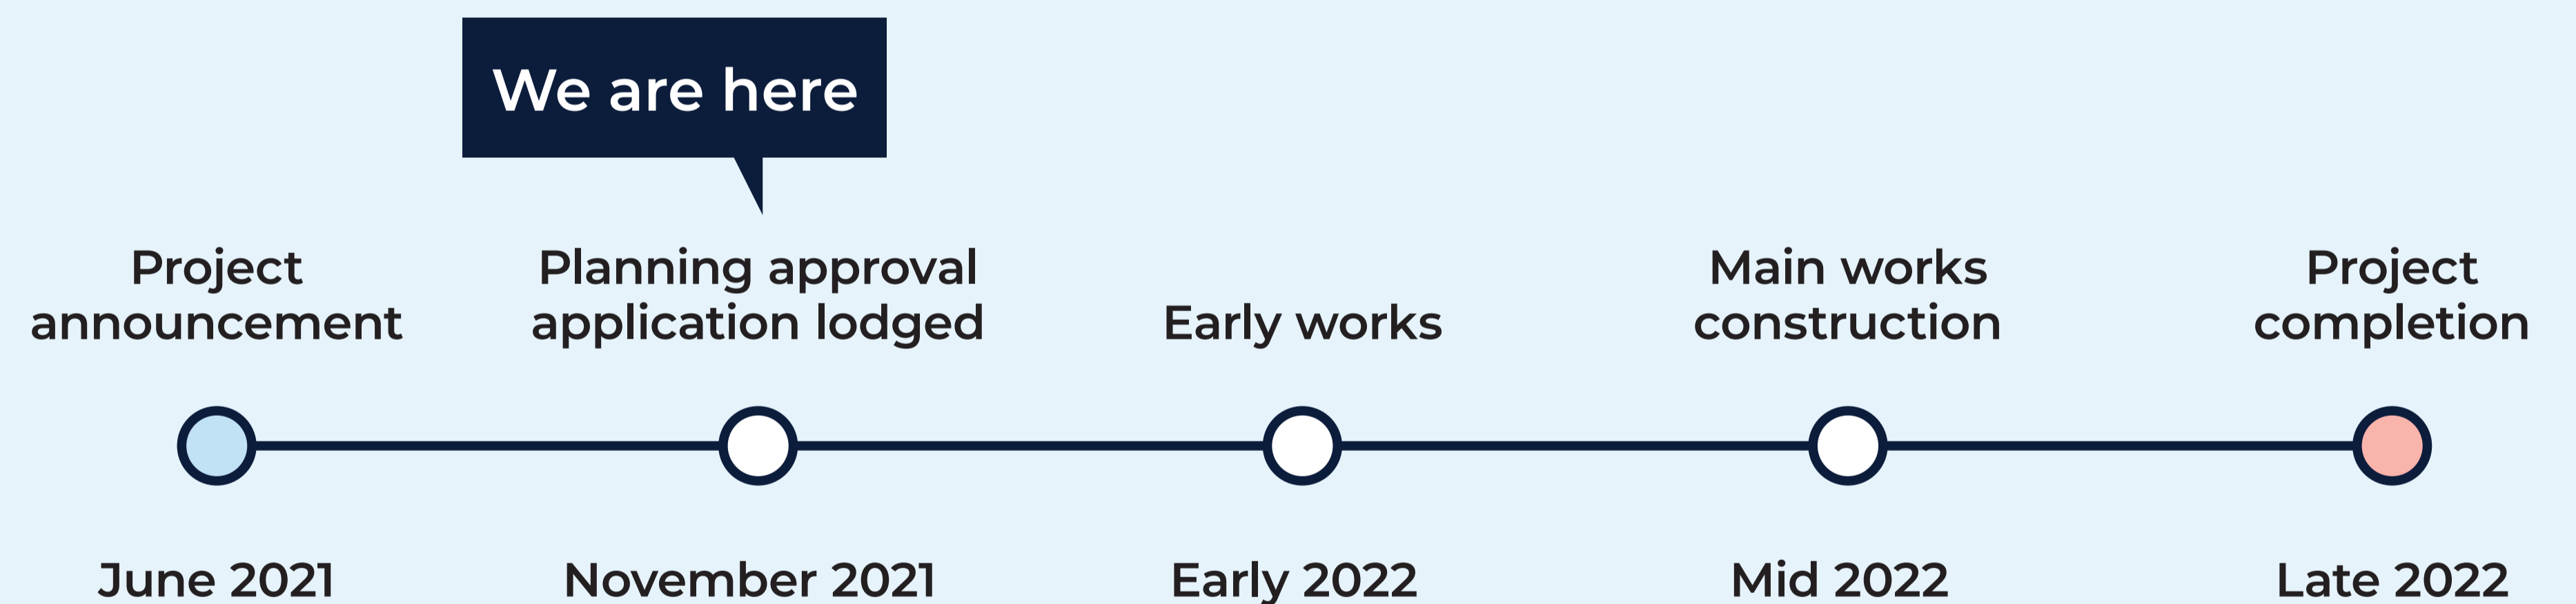 We are here
Project
announcement
Planning approval
application lodged
Early works
Main works
construction
Project
completion
June 2021
November 2021
Early 2022
Mid 2022
Late 2022